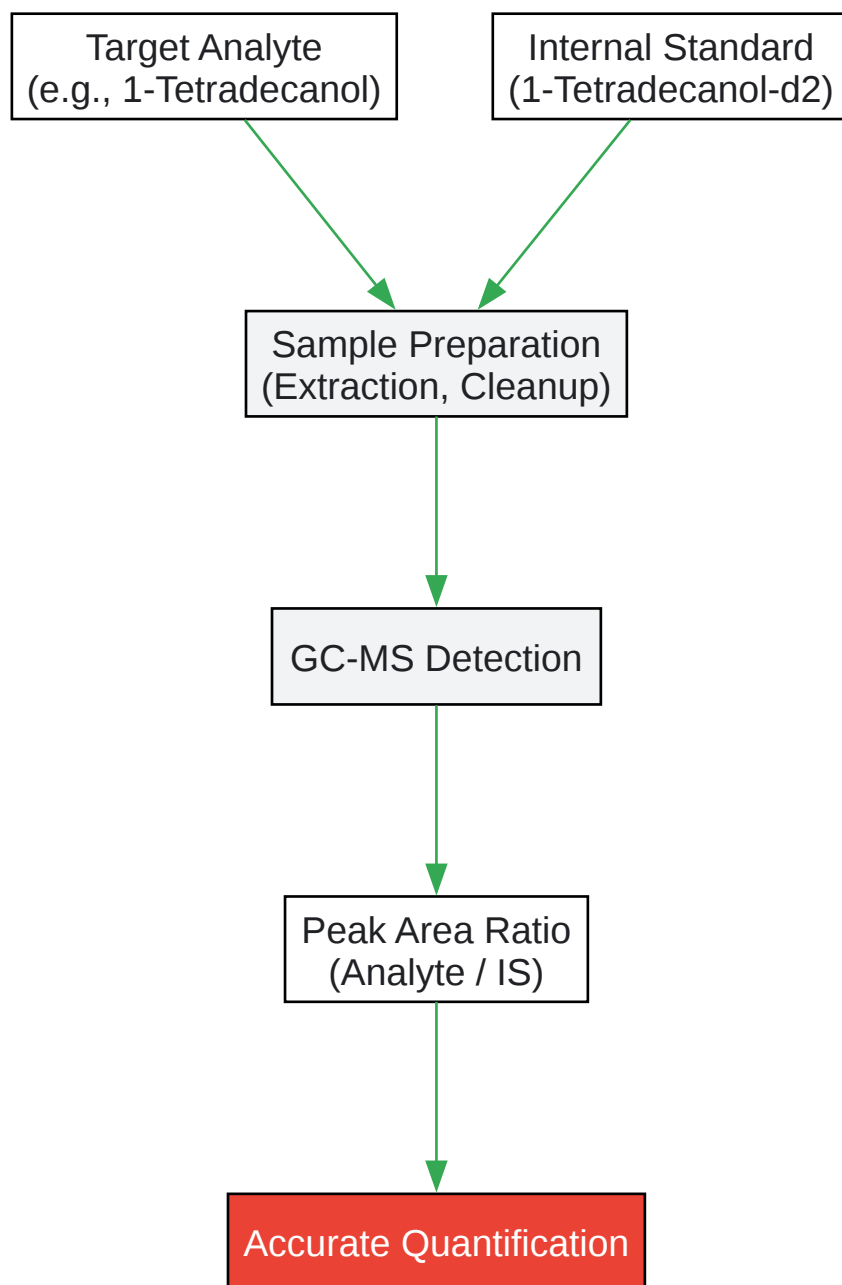 Target Analyte
(e.g., 1-Tetradecanol)
Internal Standard
(1-Tetradecanol-d2)
Sample Preparation
(Extraction, Cleanup)
GC-MS Detection
Peak Area Ratio
(Analyte / IS)
Accurate Quantification